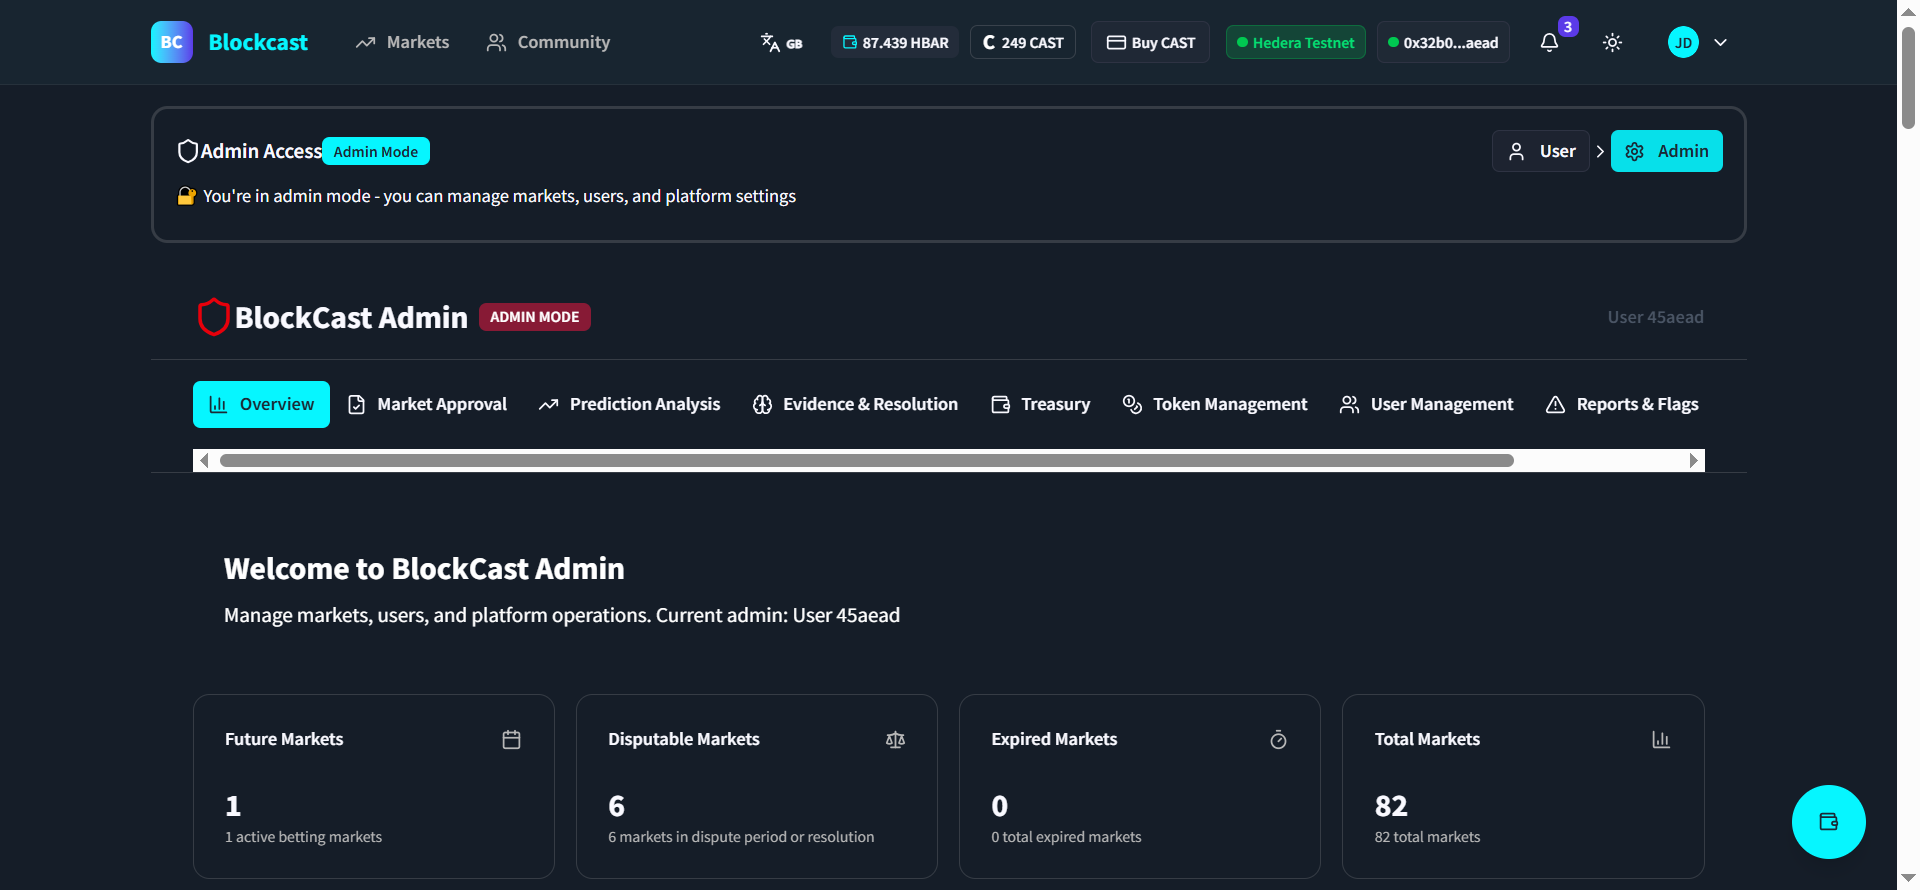 BC Blockcast Markets Community GB 87.439 HBAR 249 CAST Buy CAST Hedera Testnet 0x32b0...aead 3 JD
Admin Access Admin Mode User Admin
You're in admin mode - you can manage markets, users, and platform settings
BlockCast Admin ADMIN MODE User 45aead
Overview Market Approval Prediction Analysis Evidence & Resolution Treasury Token Management User Management Reports & Flags
Welcome to BlockCast Admin
Manage markets, users, and platform operations. Current admin: User 45aead
Future Markets Disputable Markets Expired Markets Total Markets
1 6 0 82
1 active betting markets 6 markets in dispute period or resolution 0 total expired markets 82 total markets